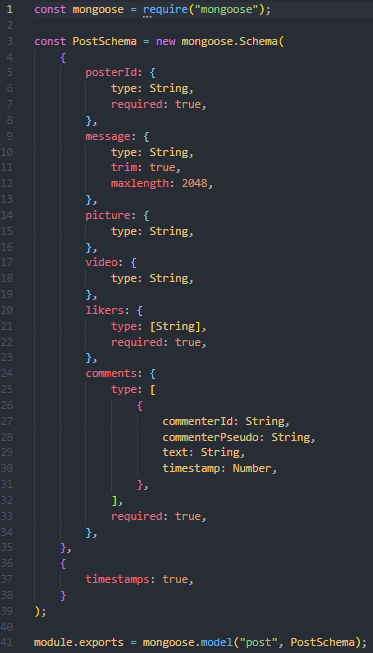 1 const mongoose = require("mongoose");
2
3 const PostSchema = new mongoose.Schema(
4     {
5         posterId: {
6             type: String,
7             required: true,
8         },
9         message: {
10             type: String,
11             trim: true,
12             maxlength: 2048,
13         },
14         picture: {
15             type: String,
16         },
17         video: {
18             type: String,
19         },
20         likers: {
21             type: [String],
22             required: true,
23         },
24         comments: {
25             type: [
26                 {
27                     commenterId: String,
28                     commenterPseudo: String,
29                     text: String,
30                     timestamp: Number,
31                 },
32             ],
33             required: true,
34         },
35     },
36     {
37         timestamps: true,
38     }
39 );
40
41 module.exports = mongoose.model("post", PostSchema);